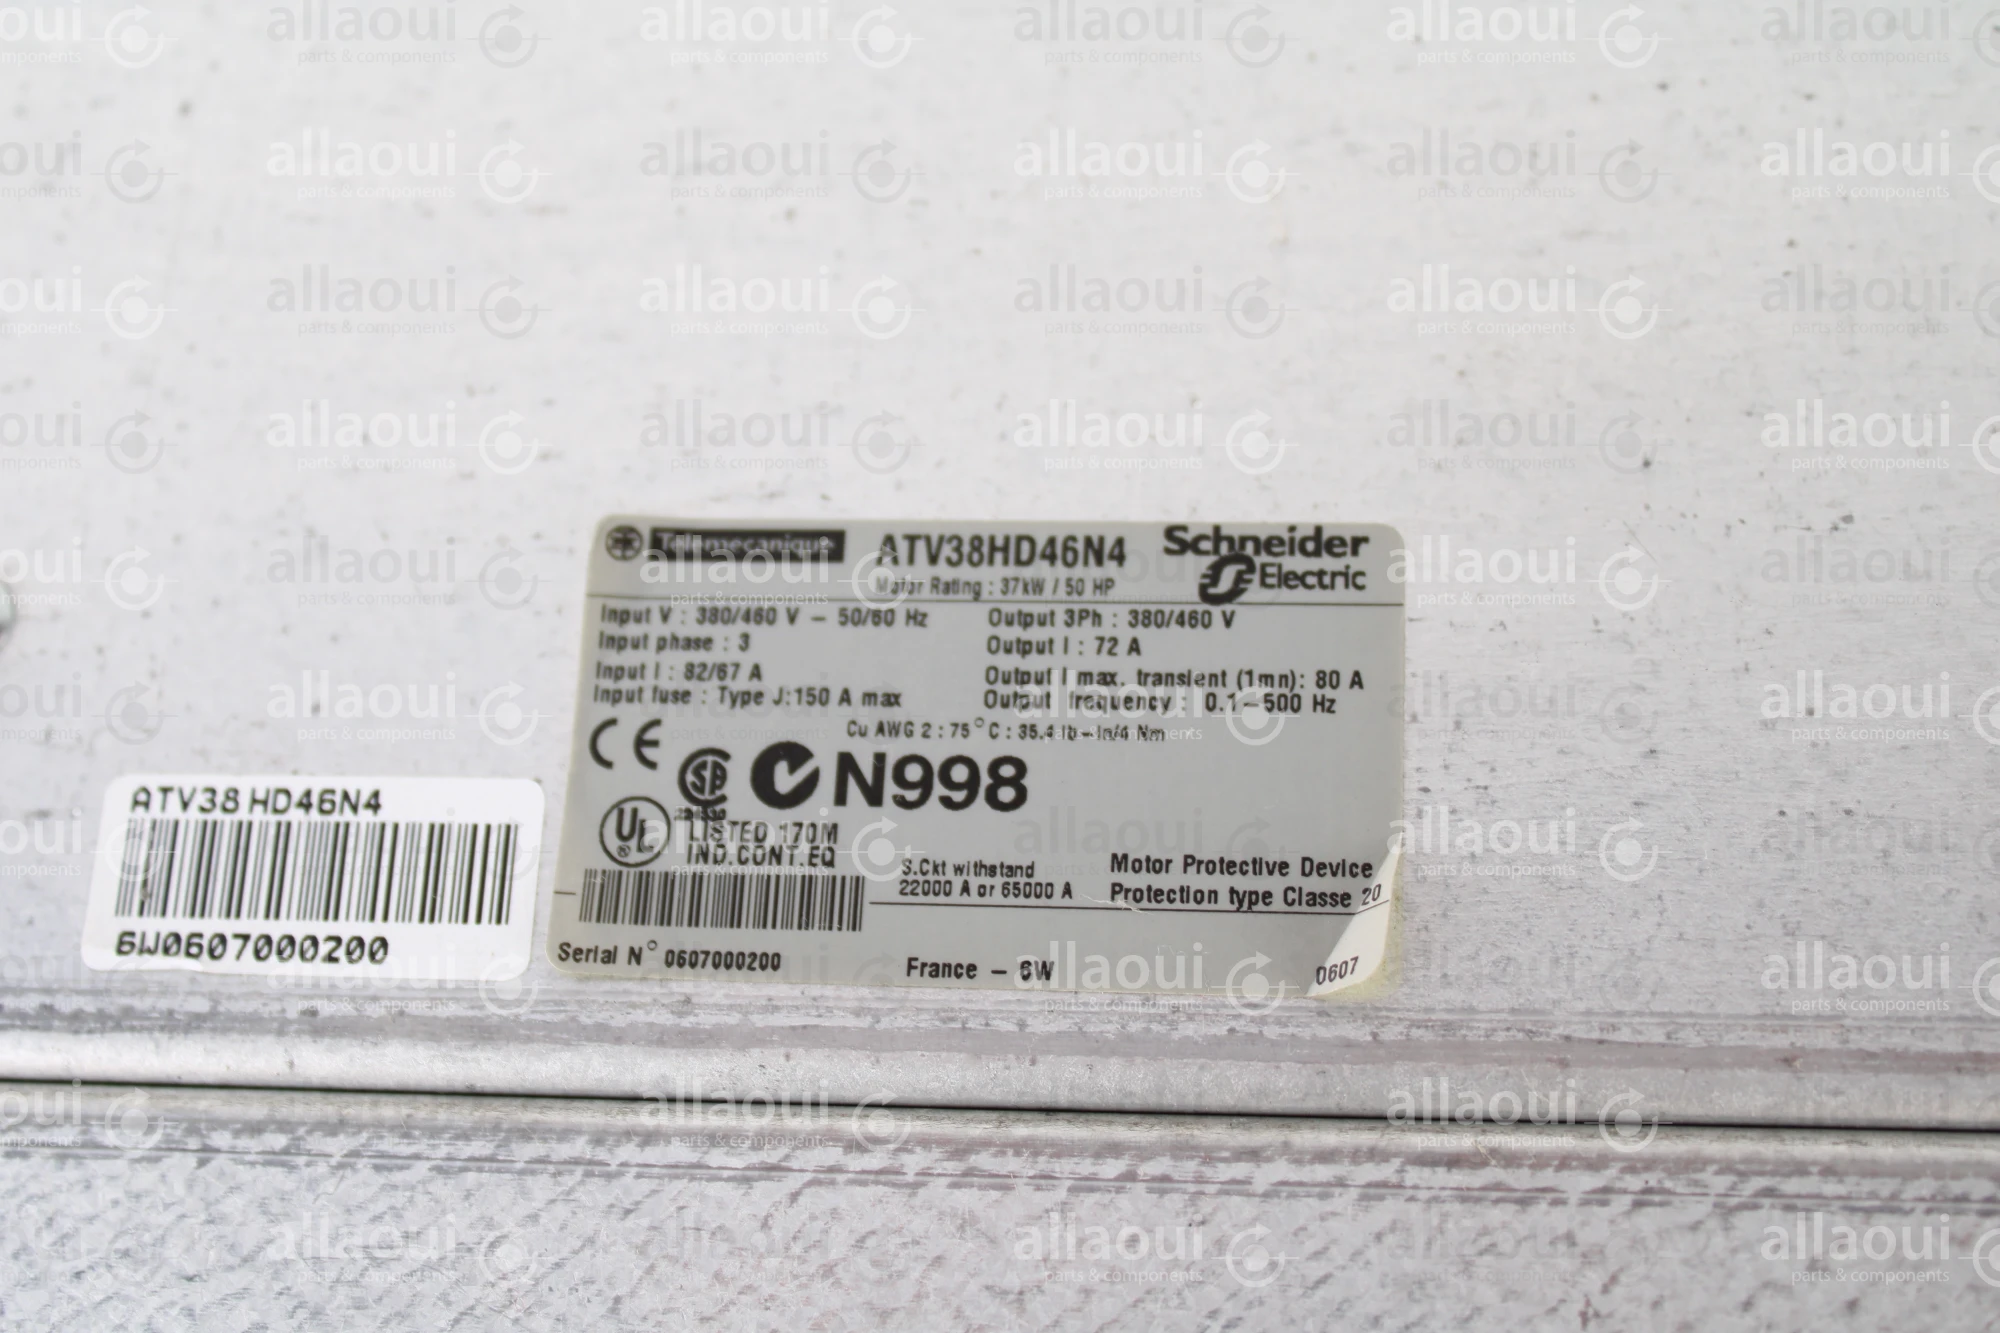 Telemecanique
ATV38HD46N4
Schneider
Electric
Motor Rating : 37kW / 50 HP
Input V : 380/460 V – 50/60 Hz
Input phase : 3
Input I : 82/67 A
Input fuse : Type J:150 A max
Output 3Ph : 380/460 V
Output I : 72 A
Output I max. transient (1mn): 80 A
Output frequency : 0.1–500 Hz
Cu AWG 2 : 75°C : 35.4 lb–in/4 Nm
CE
N998
UL
LISTED 170M
IND.CONT.EQ
S.Ckt withstand
22000 A or 65000 A
Motor Protective Device
Protection type Classe 20
Serial N° 0607000200
France – 6W
0607
ATV38HD46N4
6W0607000200
allaoui
parts & components